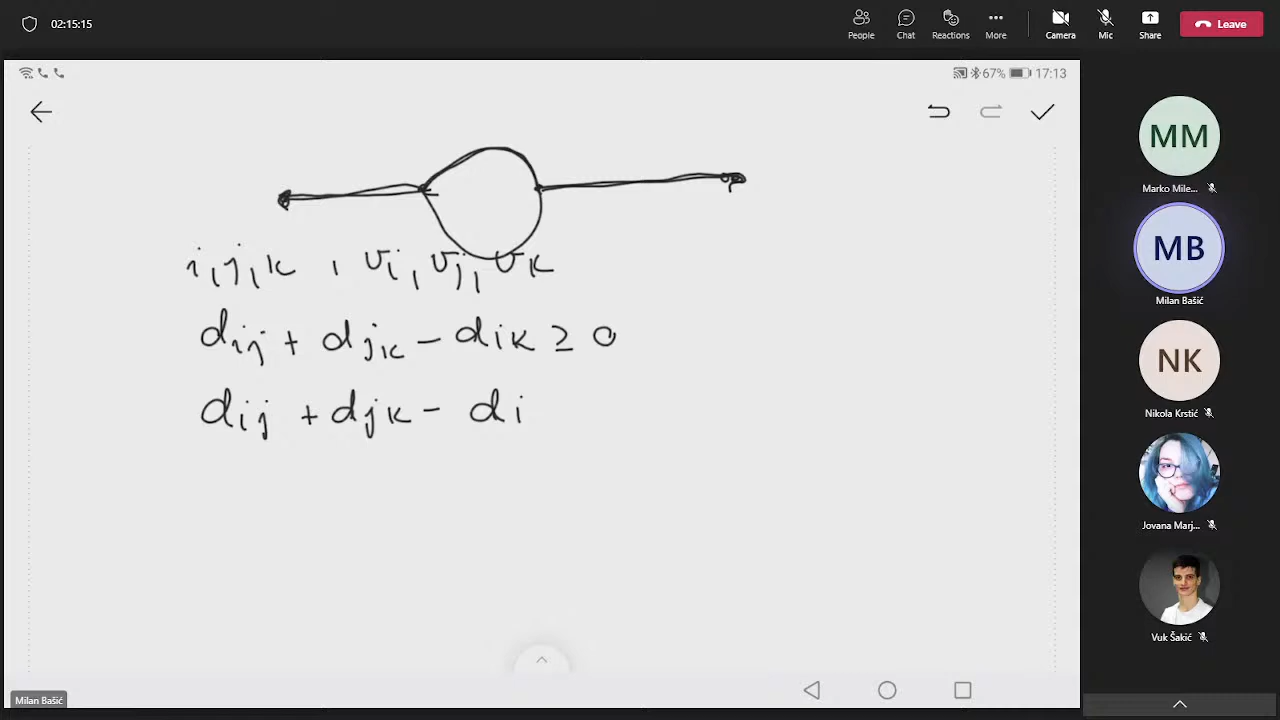 02:15:15
People
Chat
Reactions
More
Camera
Mic
Share
Leave
67% 17:13
i, j, k , vi, vj, vk
dij + djk - dik ≥ 0
dij + djk - di
MM
Marko Mile...
MB
Milan Bašić
NK
Nikola Krstić
Jovana Marj...
Vuk Šakić
Milan Bašić